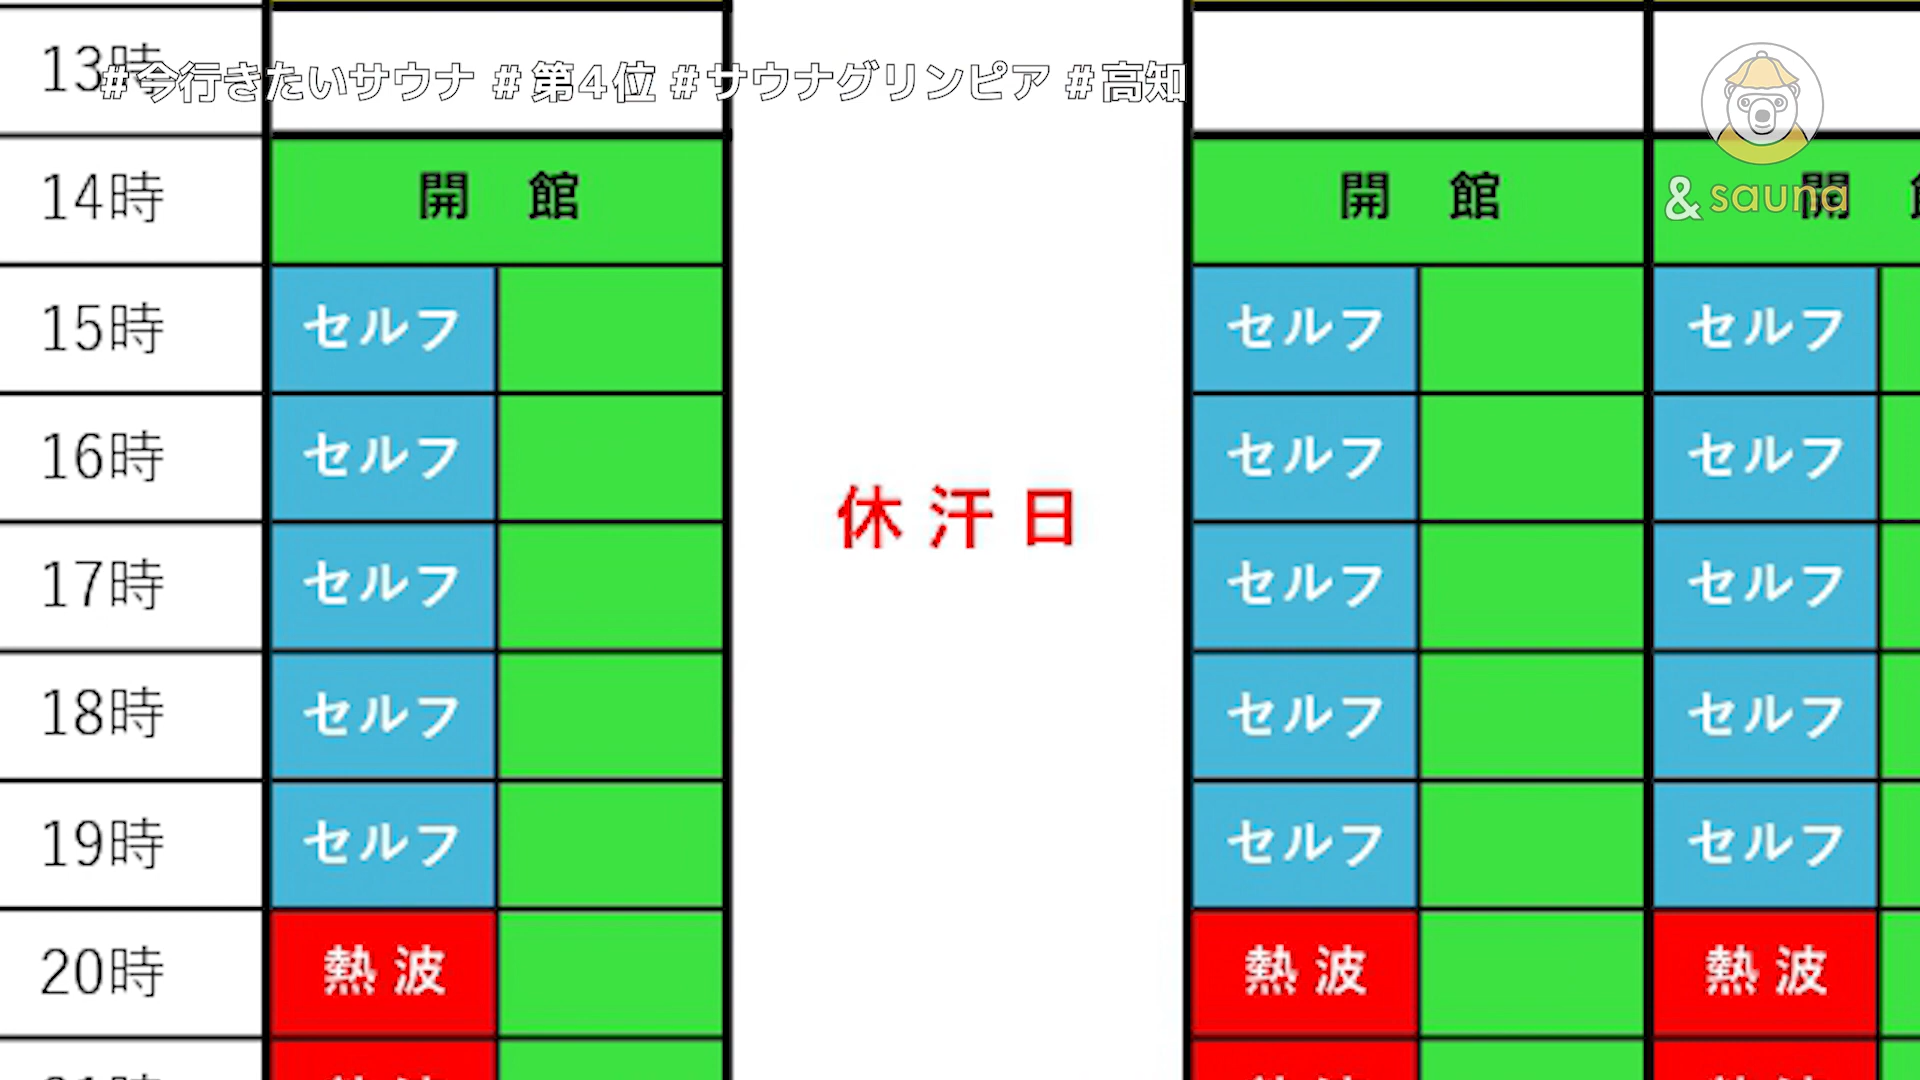 13時
#今行きたいサウナ #第4位 #サウナグリンピア #高知
14時 開 館 開 館 開
& sauna
15時 セルフ セルフ セルフ
16時 セルフ セルフ セルフ
休汗日
17時 セルフ セルフ セルフ
18時 セルフ セルフ セルフ
19時 セルフ セルフ セルフ
20時 熱波 熱波 熱波